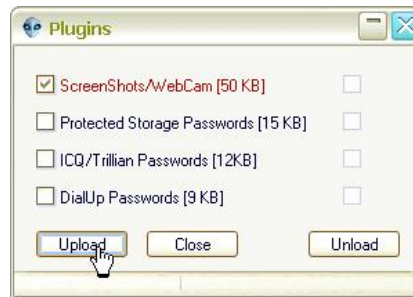 Plugins
ScreenShots/WebCam [50 KB]
Protected Storage Passwords [15 KB]
ICQ/Trillian Passwords [12KB]
DialUp Passwords [9 KB]
Upload Close Unload